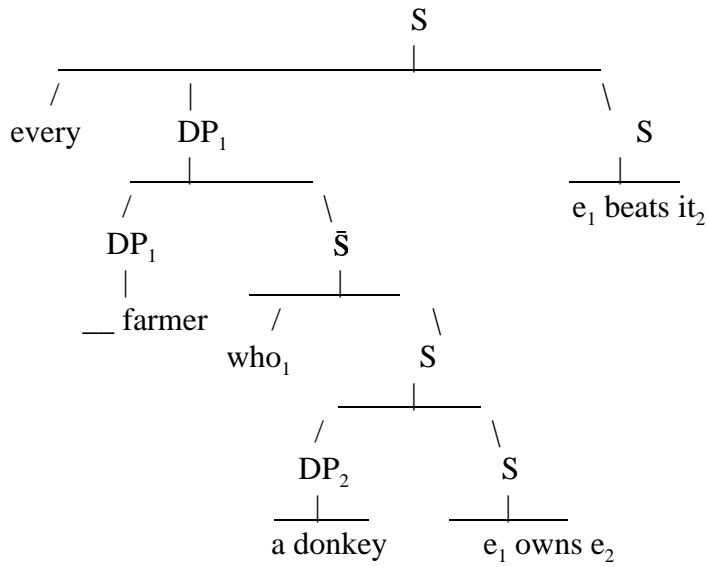 S
every DP₁ S
e₁ beats it₂
DP₁ S̄
__ farmer
who₁ S
DP₂ S
a donkey e₁ owns e₂